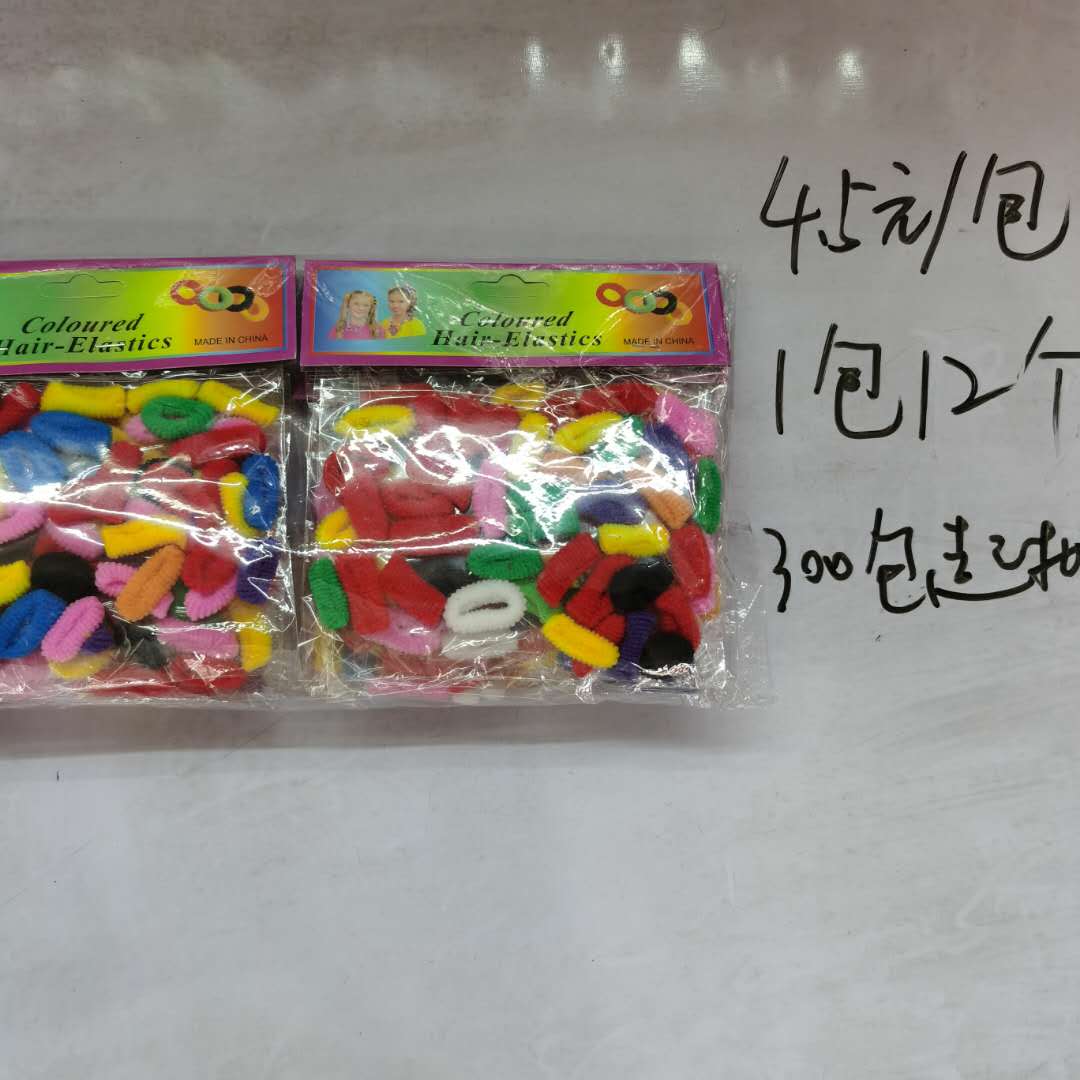 Coloured
Hair-Elastics
MADE IN CHINA
Coloured
Hair-Elastics
MADE IN CHINA
4.5元/包
1包12个
300包起批